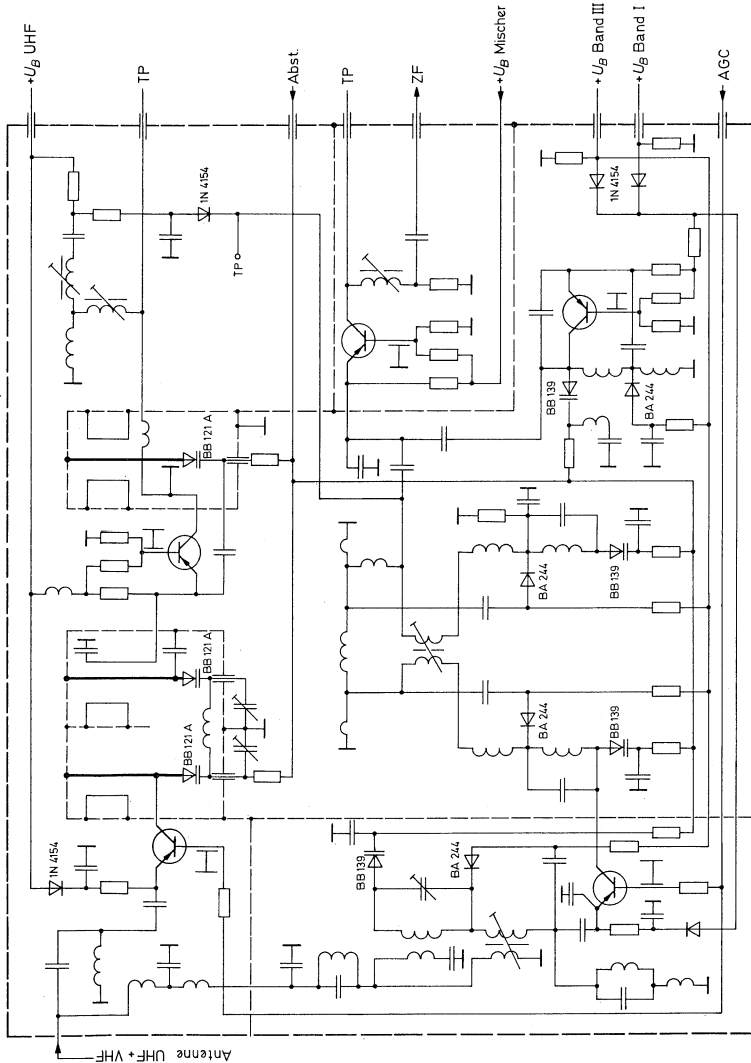 +U_B UHF
TP
Abst.
TP
ZF
+U_B Mischer
+U_B Band III
+U_B Band I
AGC
1N 4154
TP
1N 4154
BB 121 A
BB 139
BA 244
BB 121 A
BB 121 A
BA 244
BB 139
BA 244
BB 139
1N 4154
BB 139
BA 244
Antenne UHF + VHF